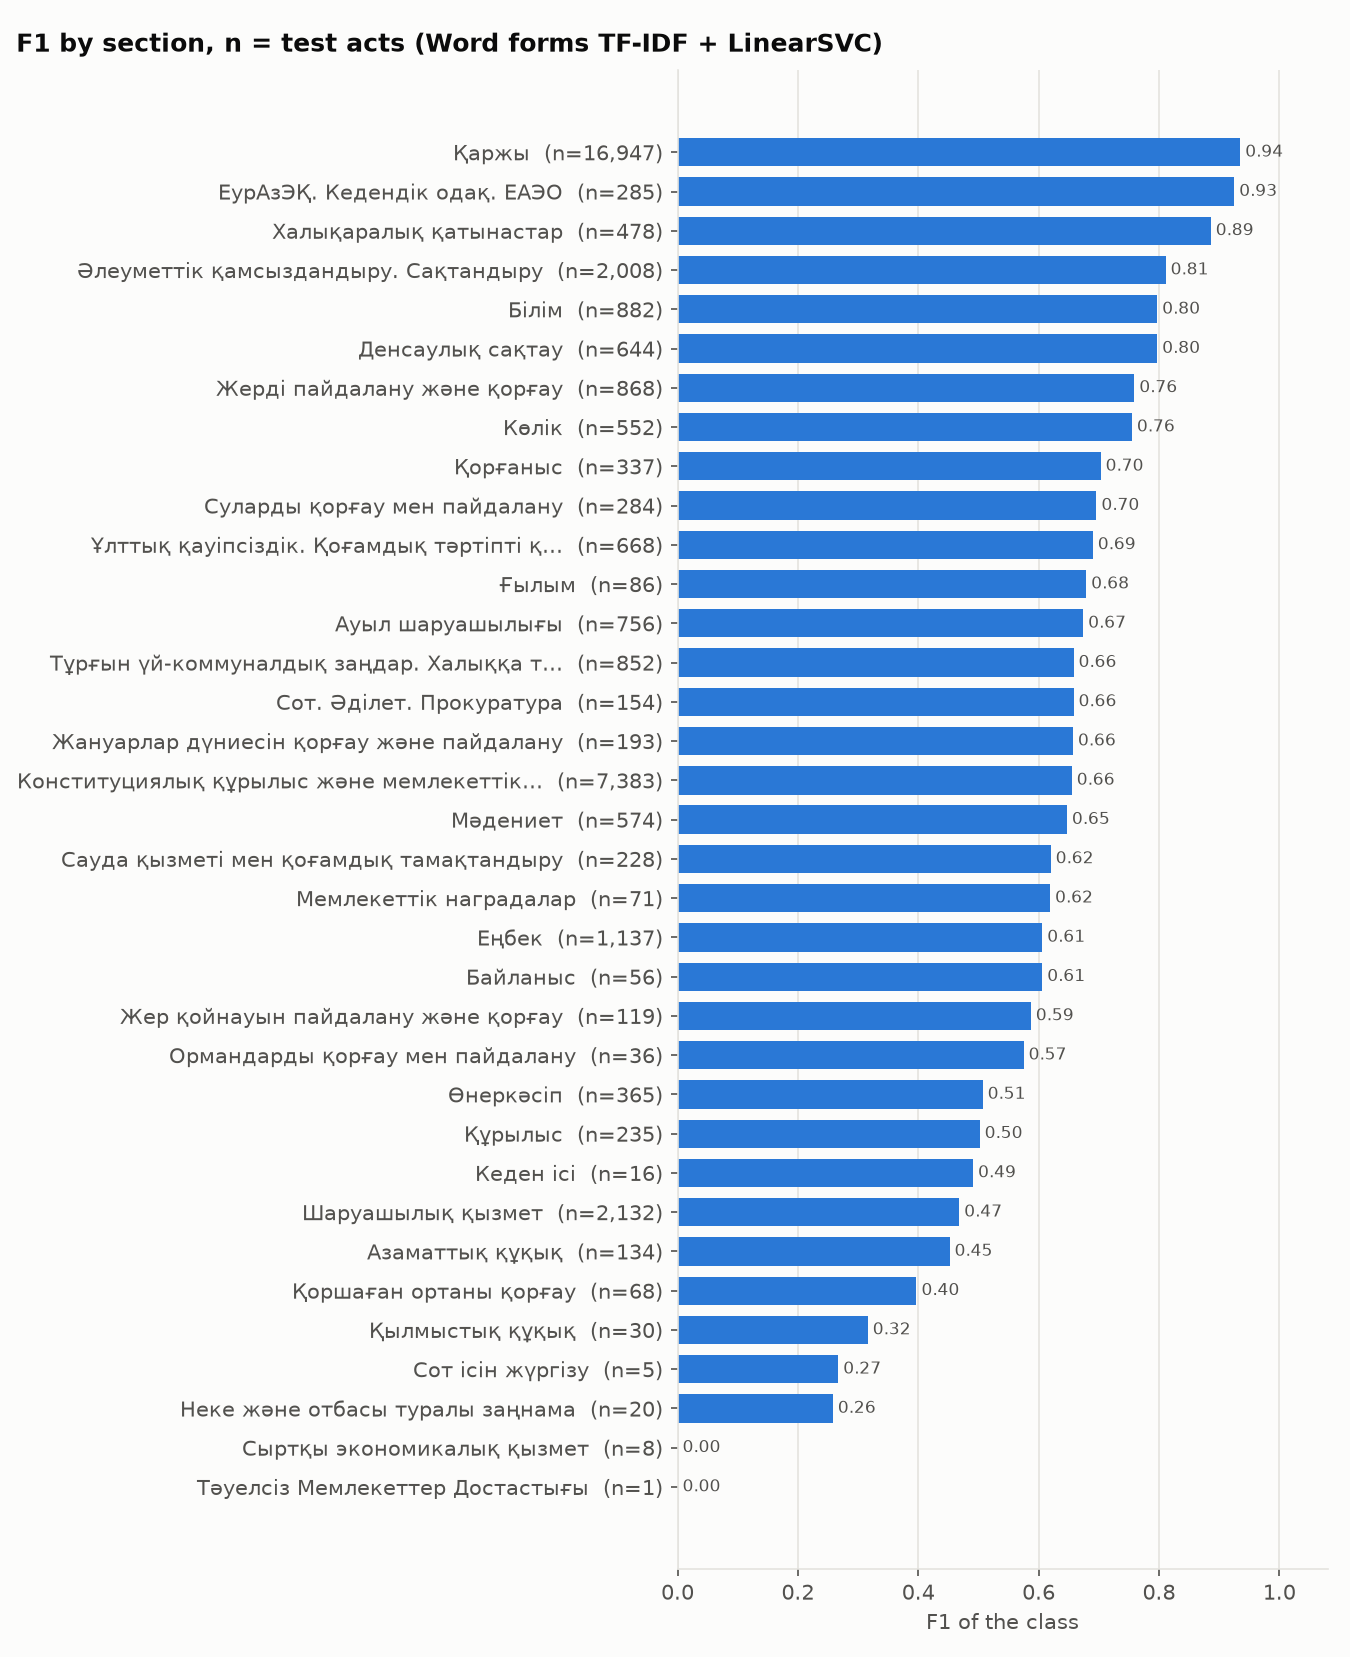 F1 by section, n = test acts (Word forms TF-IDF + LinearSVC)
Қаржы (n=16,947) 0.94
ЕурАзЭҚ. Кедендік одақ. ЕАЭО (n=285) 0.93
Халықаралық қатынастар (n=478) 0.89
Әлеуметтік қамсыздандыру. Сақтандыру (n=2,008) 0.81
Білім (n=882) 0.80
Денсаулық сақтау (n=644) 0.80
Жерді пайдалану және қорғау (n=868) 0.76
Көлік (n=552) 0.76
Қорғаныс (n=337) 0.70
Суларды қорғау мен пайдалану (n=284) 0.70
Ұлттық қауіпсіздік. Қоғамдық тәртіпті қ… (n=668) 0.69
Ғылым (n=86) 0.68
Ауыл шаруашылығы (n=756) 0.67
Тұрғын үй-коммуналдық заңдар. Халыққа т… (n=852) 0.66
Сот. Әділет. Прокуратура (n=154) 0.66
Жануарлар дүниесін қорғау және пайдалану (n=193) 0.66
Конституциялық құрылыс және мемлекеттік… (n=7,383) 0.66
Мәдениет (n=574) 0.65
Сауда қызметі мен қоғамдық тамақтандыру (n=228) 0.62
Мемлекеттік наградалар (n=71) 0.62
Еңбек (n=1,137) 0.61
Байланыс (n=56) 0.61
Жер қойнауын пайдалану және қорғау (n=119) 0.59
Ормандарды қорғау мен пайдалану (n=36) 0.57
Өнеркәсіп (n=365) 0.51
Құрылыс (n=235) 0.50
Кеден ісі (n=16) 0.49
Шаруашылық қызмет (n=2,132) 0.47
Азаматтық құқық (n=134) 0.45
Қоршаған ортаны қорғау (n=68) 0.40
Қылмыстық құқық (n=30) 0.32
Сот ісін жүргізу (n=5) 0.27
Неке және отбасы туралы заңнама (n=20) 0.26
Сыртқы экономикалық қызмет (n=8) 0.00
Тәуелсіз Мемлекеттер Достастығы (n=1) 0.00
0.0 0.2 0.4 0.6 0.8 1.0
F1 of the class